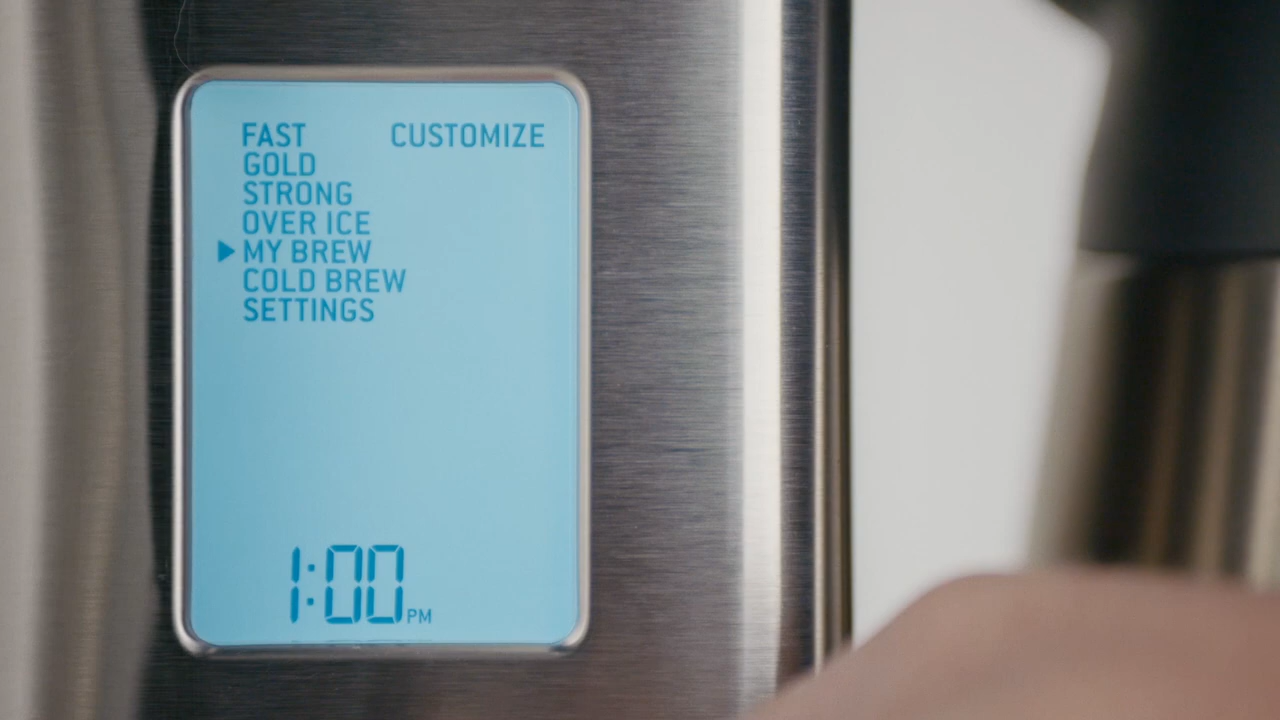 FAST CUSTOMIZE
GOLD
STRONG
OVER ICE
MY BREW
COLD BREW
SETTINGS
1:00 PM